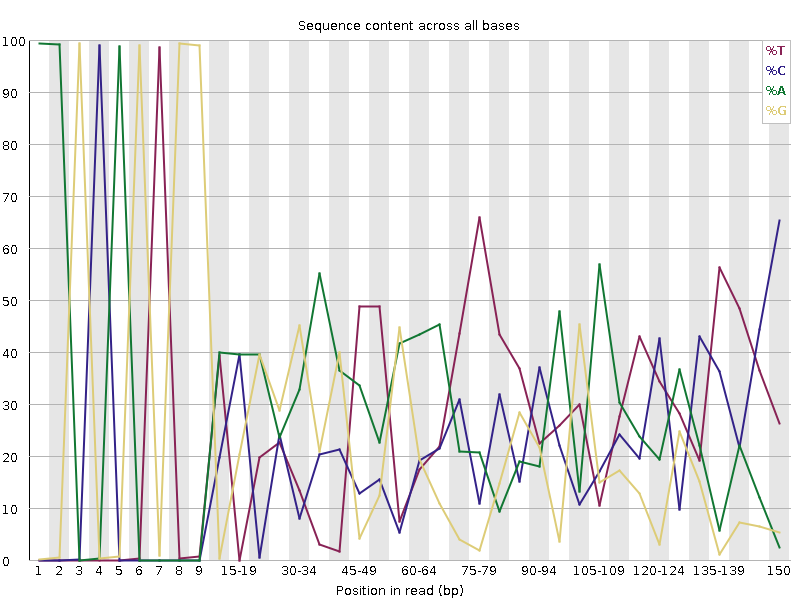 Sequence content across all bases
%T
%C
%A
%G
100
90
80
70
60
50
40
30
20
10
0
1 2 3 4 5 6 7 8 9 15-19 30-34 45-49 60-64 75-79 90-94 105-109 120-124 135-139 150
Position in read (bp)